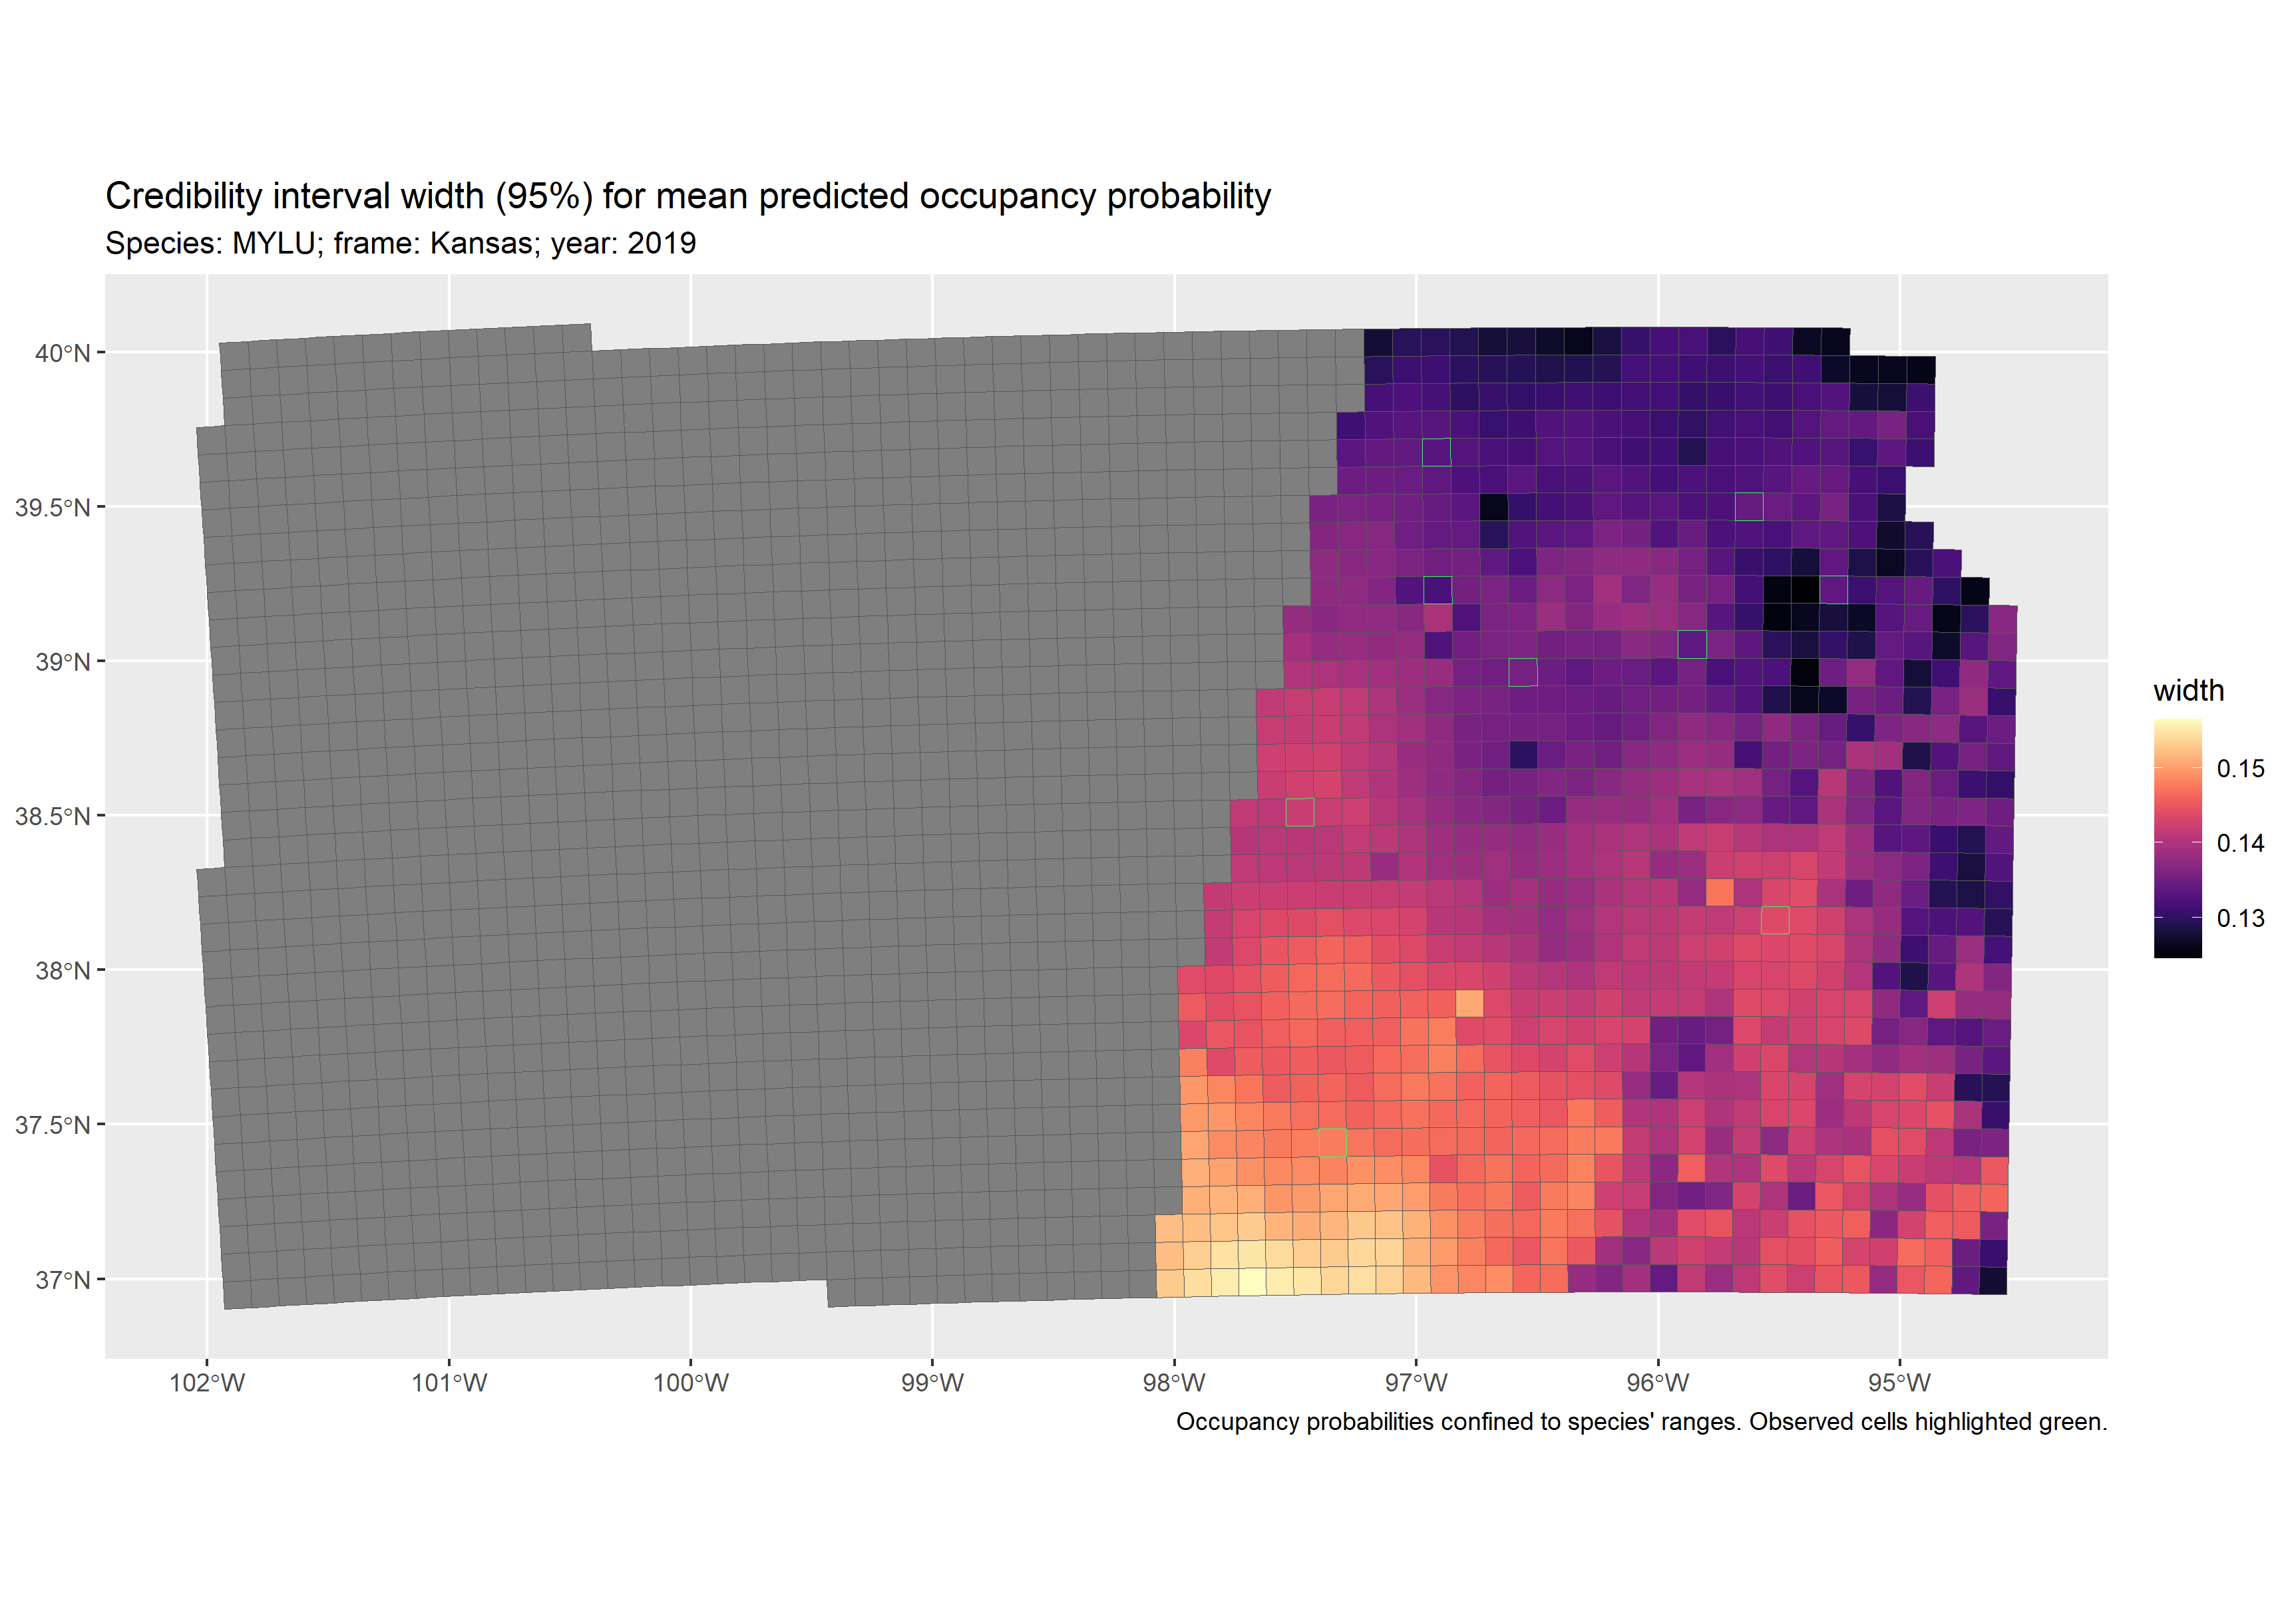 Credibility interval width (95%) for mean predicted occupancy probability
Species: MYLU; frame: Kansas; year: 2019
40°N
39.5°N
39°N
38.5°N
38°N
37.5°N
37°N
102°W
101°W
100°W
99°W
98°W
97°W
96°W
95°W
width
0.15
0.14
0.13
Occupancy probabilities confined to species' ranges. Observed cells highlighted green.